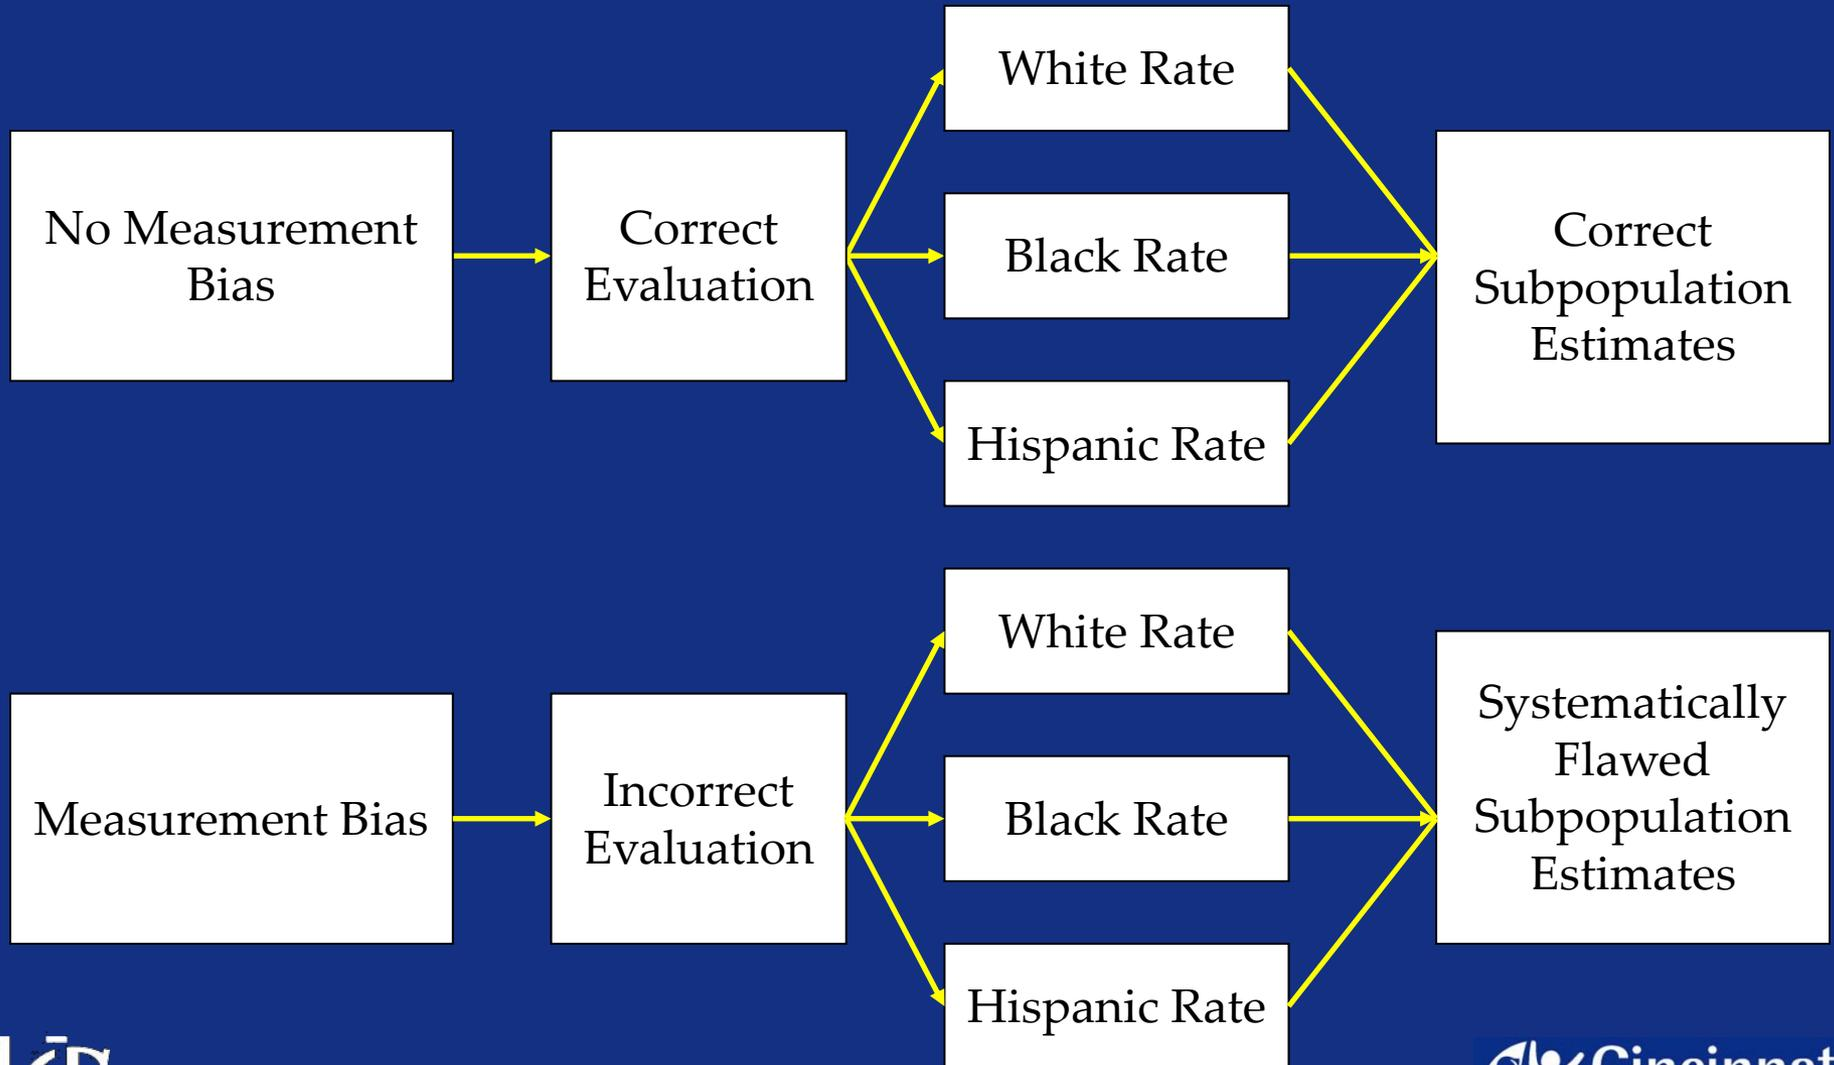 No Measurement
Bias
Correct
Evaluation
White Rate
Black Rate
Hispanic Rate
Correct
Subpopulation
Estimates
Measurement Bias
Incorrect
Evaluation
White Rate
Black Rate
Hispanic Rate
Systematically
Flawed
Subpopulation
Estimates